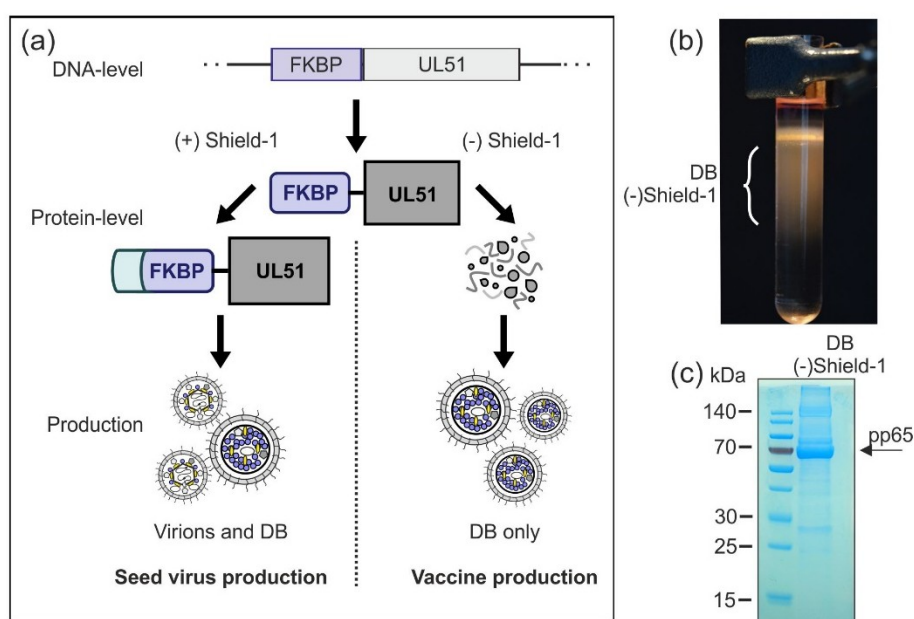 (a)
DNA-level
FKBP
UL51
(+) Shield-1
(-) Shield-1
FKBP
UL51
Protein-level
FKBP
UL51
Production
Virions and DB
DB only
Seed virus production
Vaccine production
(b)
DB
(-)Shield-1
(c)
kDa
DB
(-)Shield-1
140
70
30
25
15
pp65